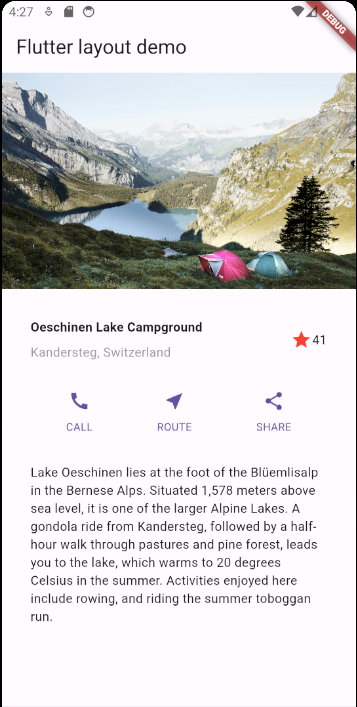 4:27
DEBUG
Flutter layout demo
Oeschinen Lake Campground
Kandersteg, Switzerland
41
CALL
ROUTE
SHARE
Lake Oeschinen lies at the foot of the Blüemlisalp
in the Bernese Alps. Situated 1,578 meters above
sea level, it is one of the larger Alpine Lakes. A
gondola ride from Kandersteg, followed by a half-
hour walk through pastures and pine forest, leads
you to the lake, which warms to 20 degrees
Celsius in the summer. Activities enjoyed here
include rowing, and riding the summer toboggan
run.